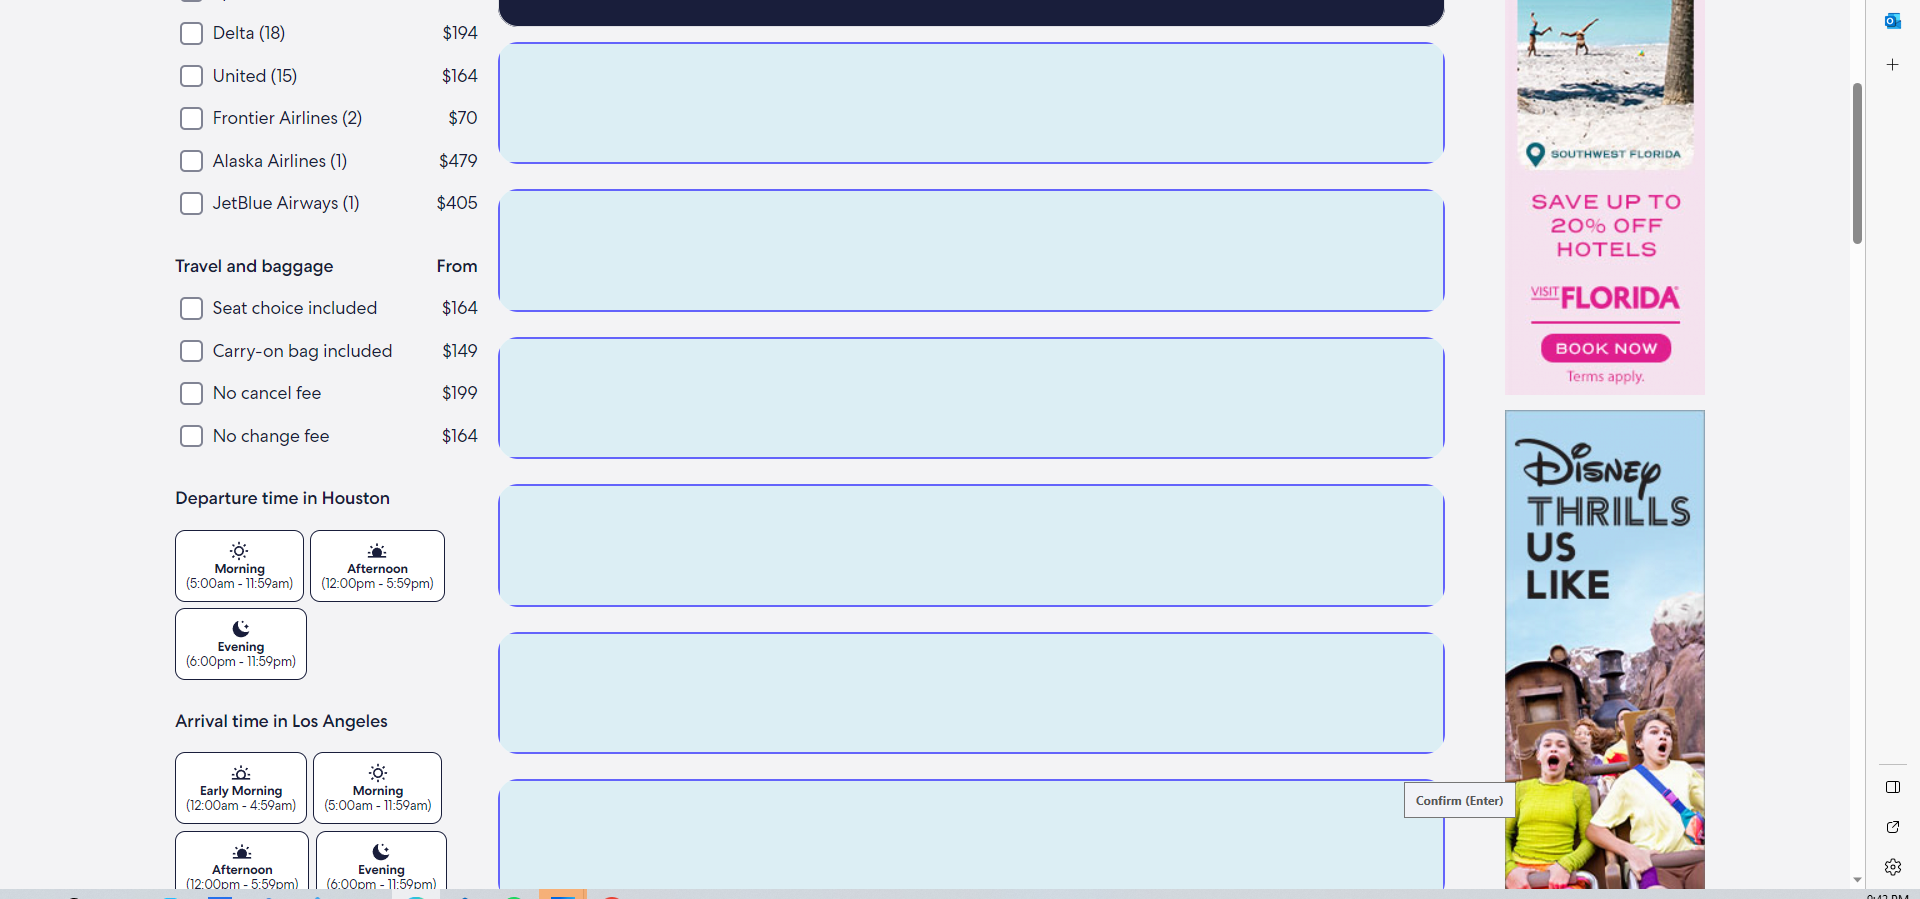 Delta (18) $194
United (15) $164
Frontier Airlines (2) $70
Alaska Airlines (1) $479
JetBlue Airways (1) $405
Travel and baggage From
Seat choice included $164
Carry-on bag included $149
No cancel fee $199
No change fee $164
Departure time in Houston
Morning
(5:00am - 11:59am)
Afternoon
(12:00pm - 5:59pm)
Evening
(6:00pm - 11:59pm)
Arrival time in Los Angeles
Early Morning
(12:00am - 4:59am)
Morning
(5:00am - 11:59am)
Afternoon
(12:00pm - 5:59pm)
Evening
(6:00pm - 11:59pm)
SOUTHWEST FLORIDA
SAVE UP TO
20% OFF
HOTELS
VISIT FLORIDA
BOOK NOW
Terms apply.
Disney
THRILLS
US
LIKE
Confirm (Enter)